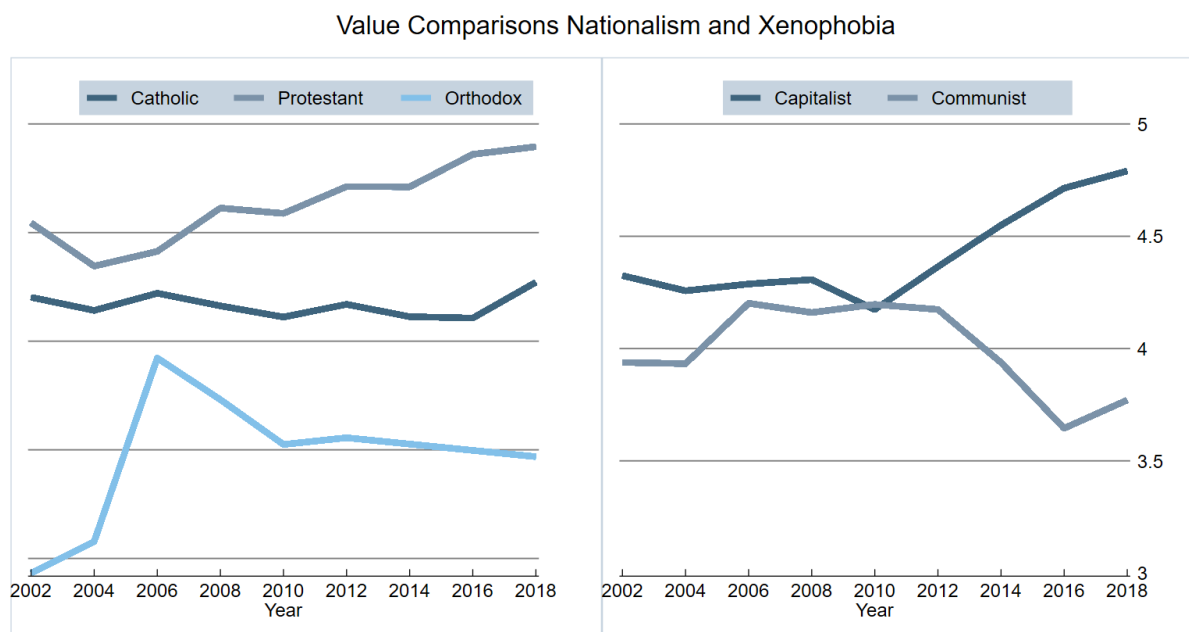 Value Comparisons Nationalism and Xenophobia
Catholic Protestant Orthodox
2002 2004 2006 2008 2010 2012 2014 2016 2018
Year
Capitalist Communist
5
4.5
4
3.5
3
2002 2004 2006 2008 2010 2012 2014 2016 2018
Year